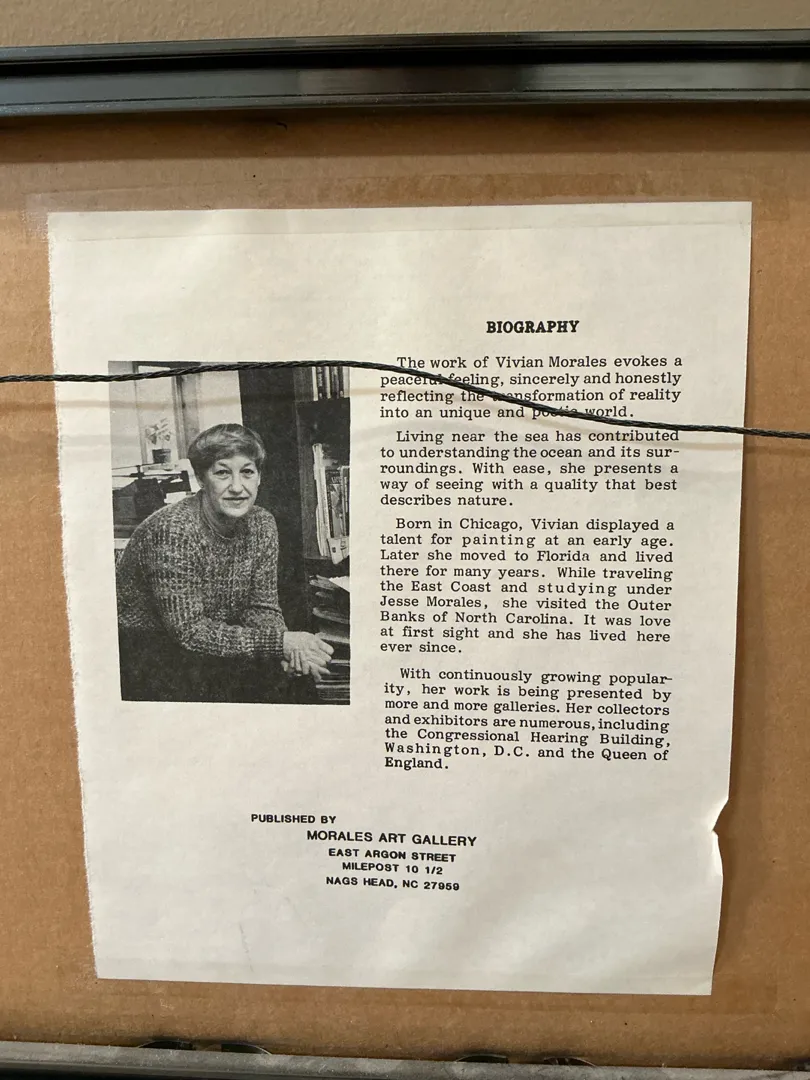 BIOGRAPHY
The work of Vivian Morales evokes a
peaceful feeling, sincerely and honestly
reflecting the transformation of reality
into an unique and poetic world.
Living near the sea has contributed
to understanding the ocean and its sur-
roundings. With ease, she presents a
way of seeing with a quality that best
describes nature.
Born in Chicago, Vivian displayed a
talent for painting at an early age.
Later she moved to Florida and lived
there for many years. While traveling
the East Coast and studying under
Jesse Morales, she visited the Outer
Banks of North Carolina. It was love
at first sight and she has lived here
ever since.
With continuously growing popular-
ity, her work is being presented by
more and more galleries. Her collectors
and exhibitors are numerous, including
the Congressional Hearing Building,
Washington, D.C. and the Queen of
England.
PUBLISHED BY
MORALES ART GALLERY
EAST ARGON STREET
MILEPOST 10 1/2
NAGS HEAD, NC 27959